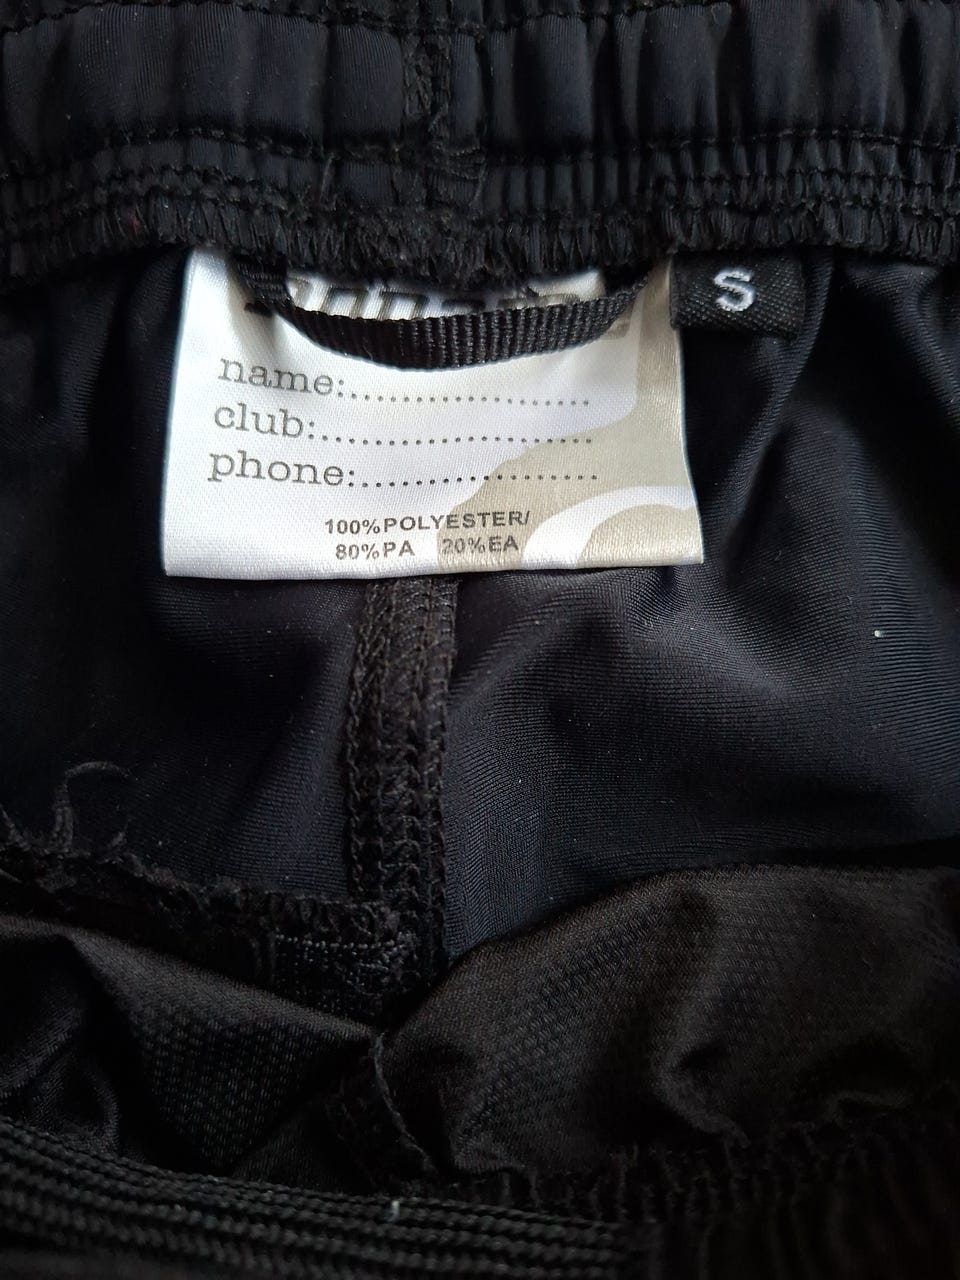 S
name:..............................
club:..............................
phone:..............................
100%POLYESTER/
80%PA 20%EA